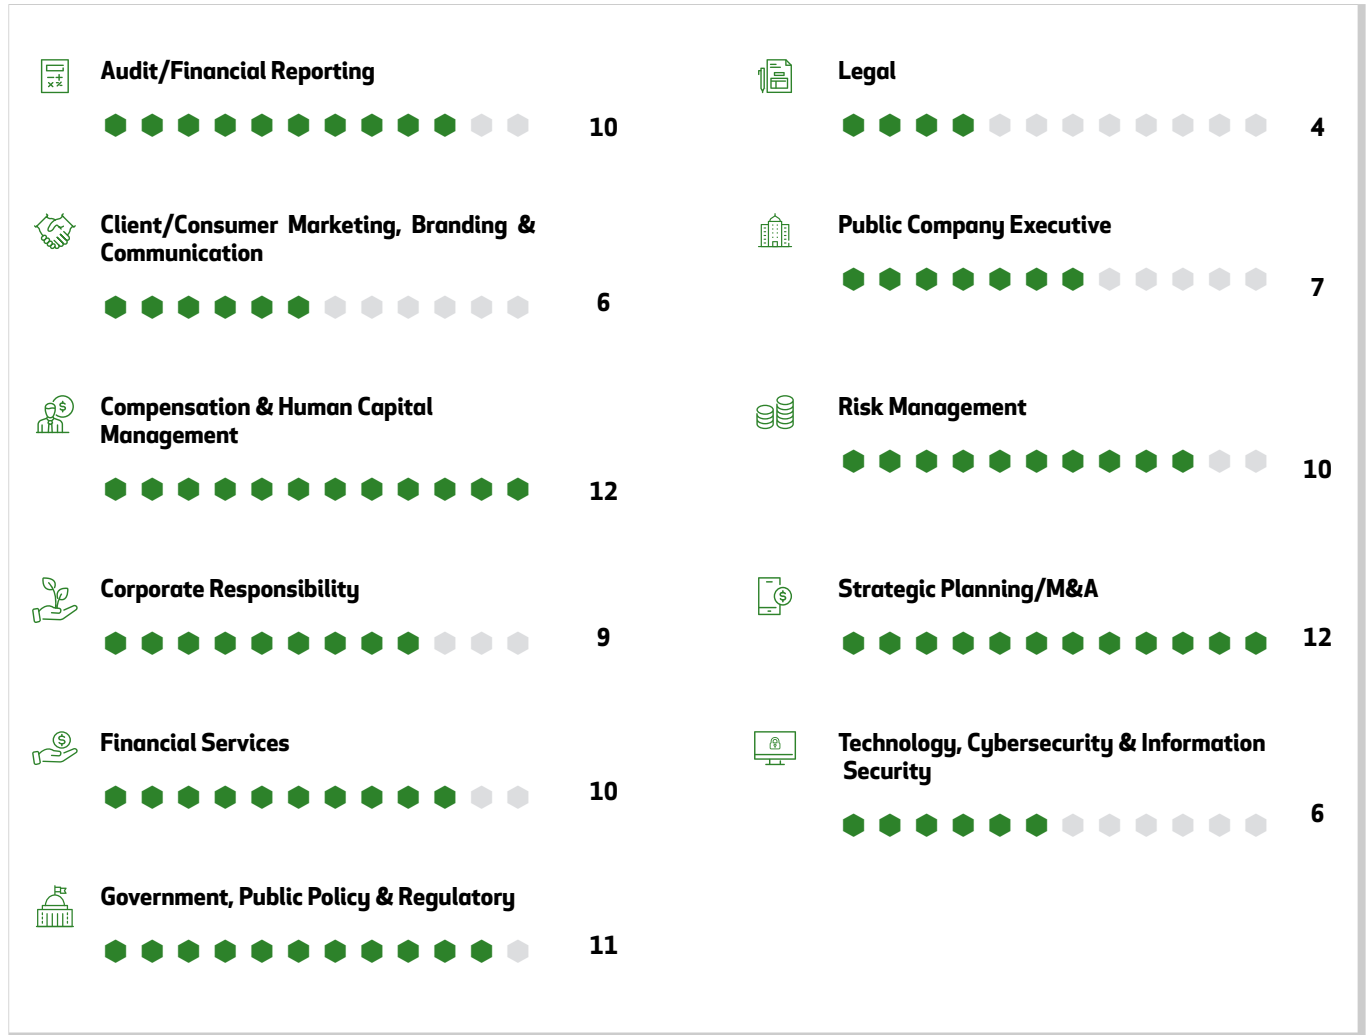 Audit/Financial Reporting
10
Client/Consumer Marketing, Branding &
Communication
6
Compensation & Human Capital
Management
12
Corporate Responsibility
9
Financial Services
10
Government, Public Policy & Regulatory
11
Legal
4
Public Company Executive
7
Risk Management
10
Strategic Planning/M&A
12
Technology, Cybersecurity & Information
Security
6